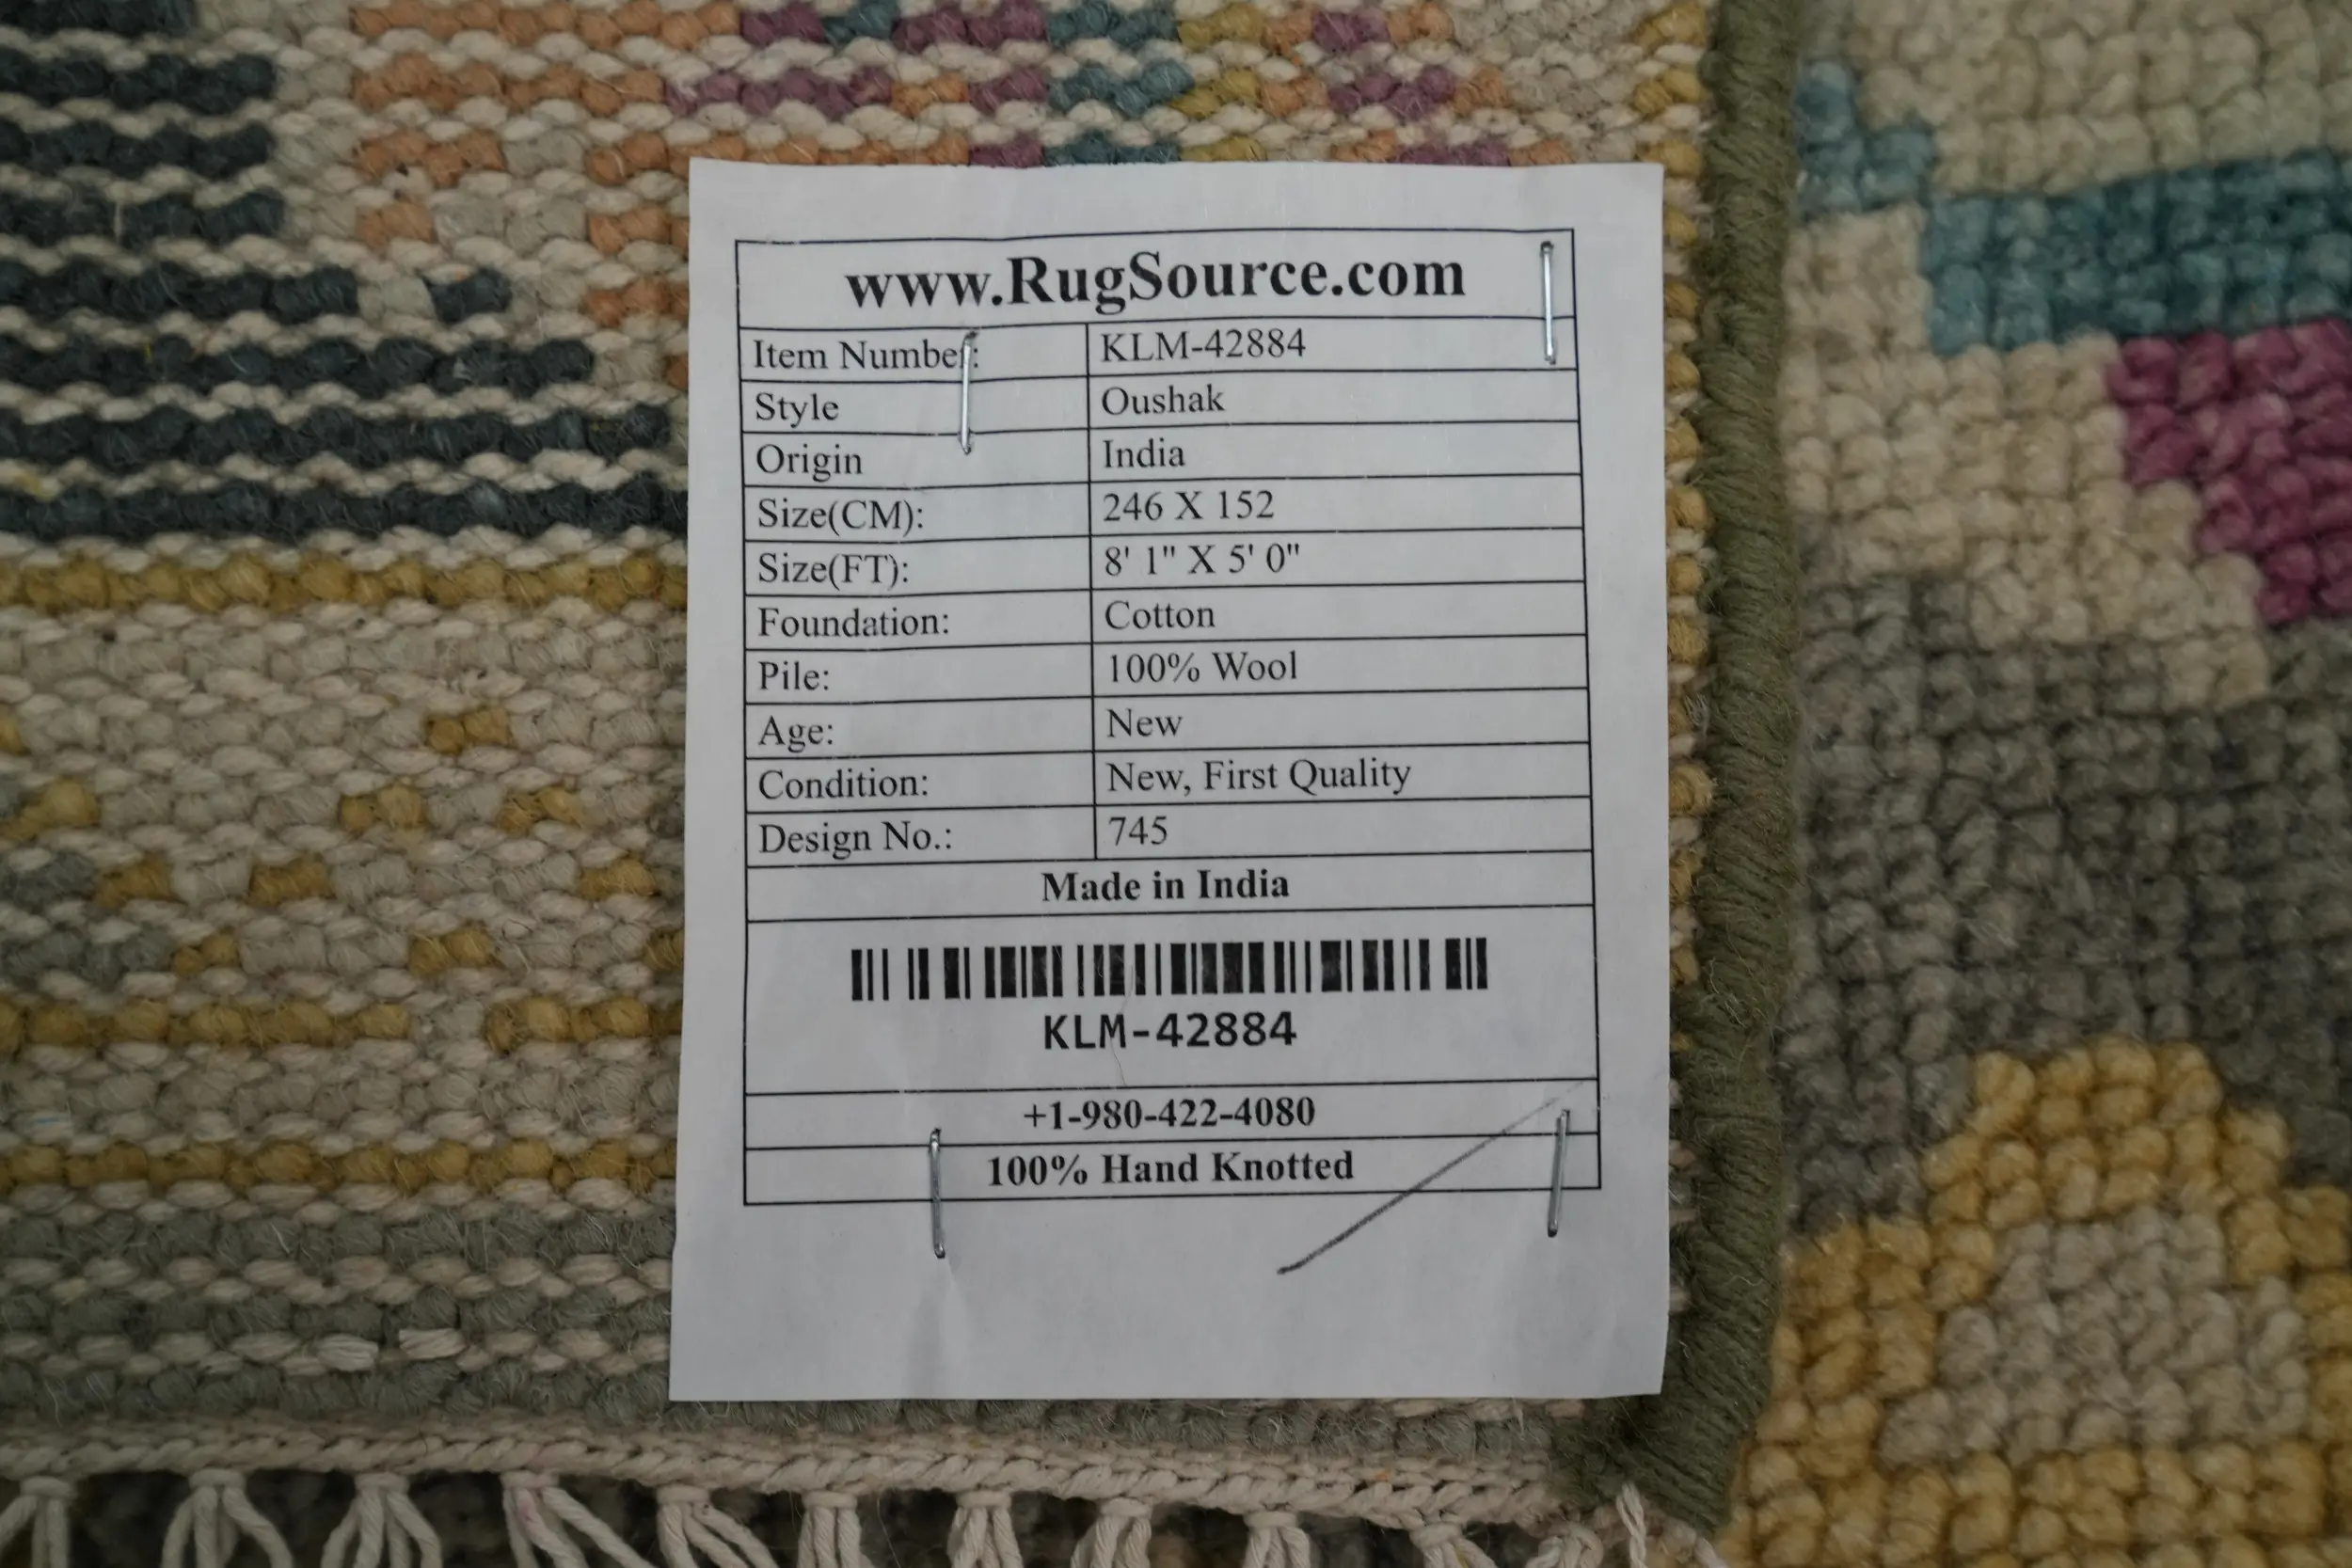 www.RugSource.com
Item Number: KLM-42884
Style Oushak
Origin India
Size(CM): 246 X 152
Size(FT): 8' 1" X 5' 0"
Foundation: Cotton
Pile: 100% Wool
Age: New
Condition: New, First Quality
Design No.: 745
Made in India
KLM-42884
+1-980-422-4080
100% Hand Knotted